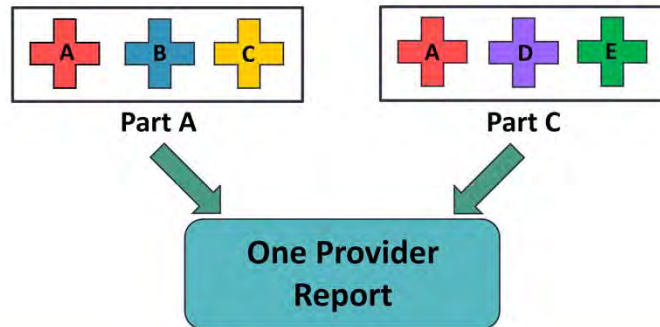 A B C
A D E
Part A
Part C
One Provider
Report